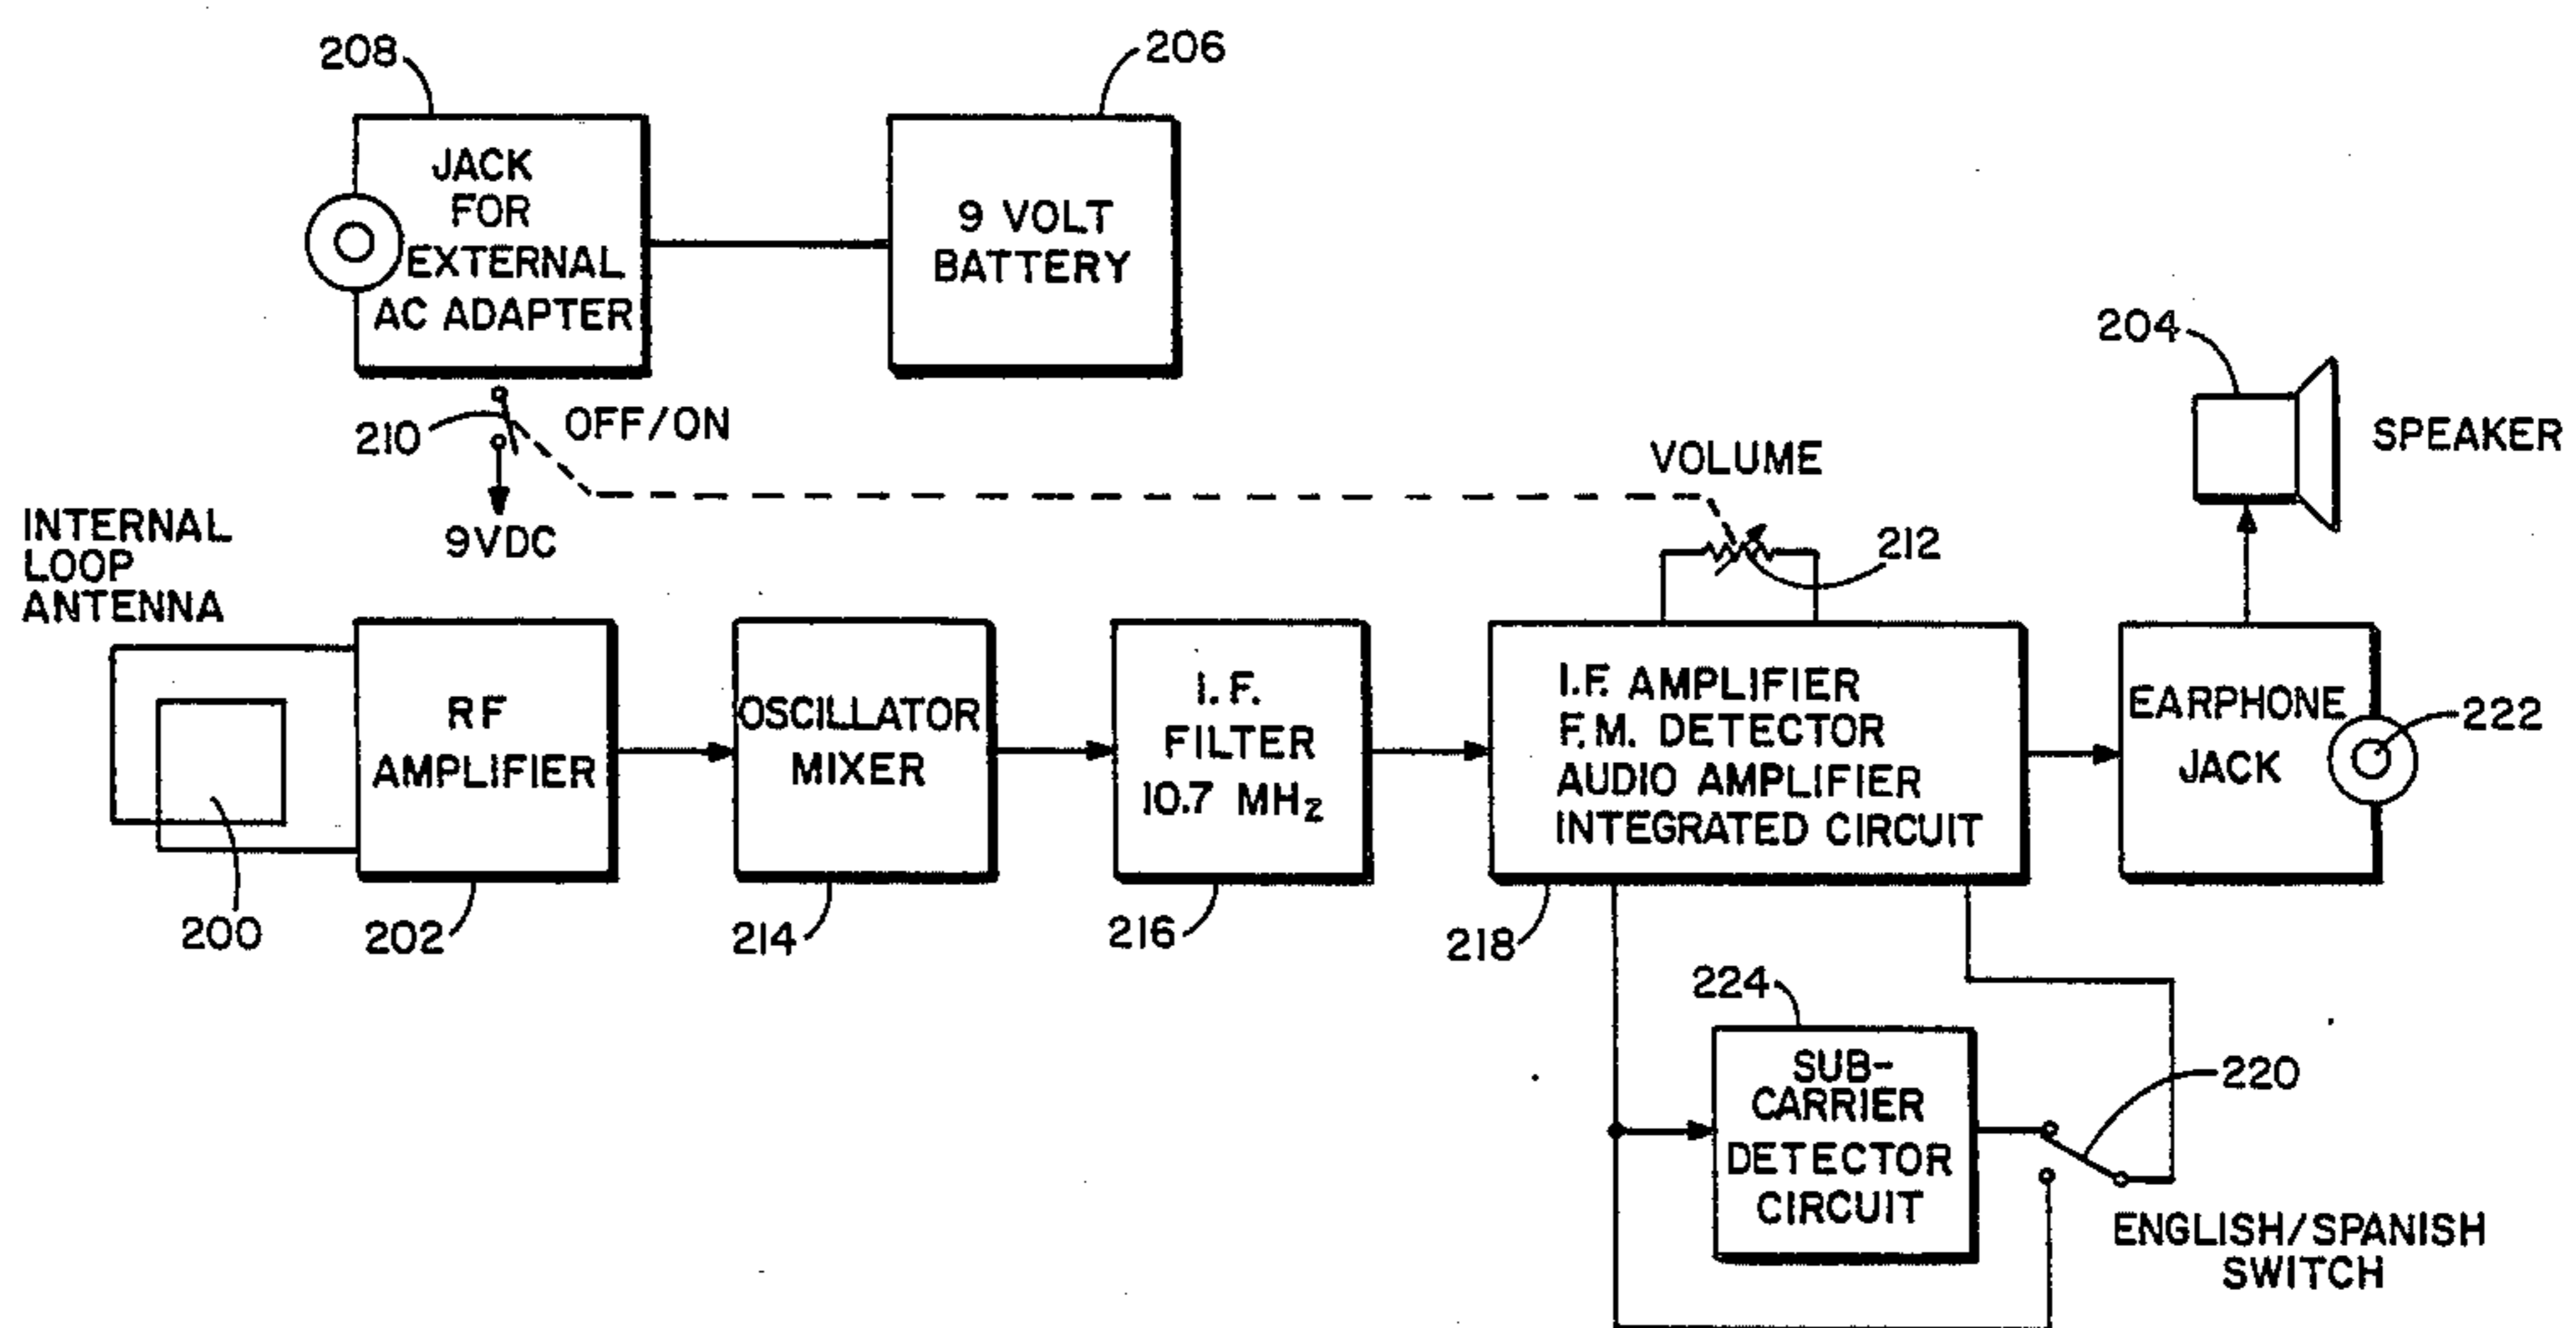 208
206
JACK
FOR
EXTERNAL
AC ADAPTER
9 VOLT
BATTERY
204
SPEAKER
210
OFF/ON
VOLUME
9VDC
212
INTERNAL
LOOP
ANTENNA
RF
AMPLIFIER
OSCILLATOR
MIXER
I.F.
FILTER
10.7 MHz
I.F. AMPLIFIER
F.M. DETECTOR
AUDIO AMPLIFIER
INTEGRATED CIRCUIT
EARPHONE
JACK
222
200
202
214
216
218
224
SUB-
CARRIER
DETECTOR
CIRCUIT
220
ENGLISH/SPANISH
SWITCH